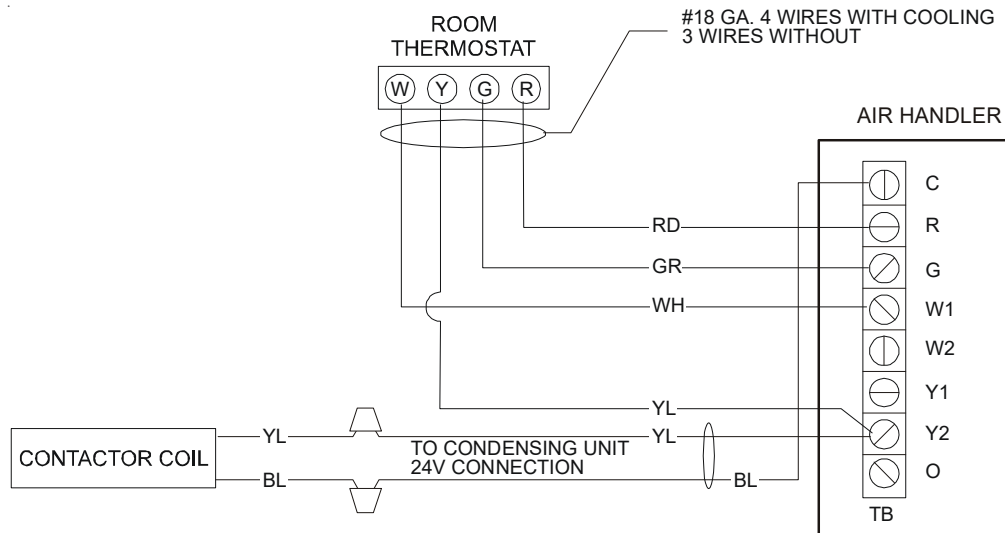 #18 GA. 4 WIRES WITH COOLING
3 WIRES WITHOUT
ROOM
THERMOSTAT
W Y G R
AIR HANDLER
C
RD R
GR G
WH W1
W2
Y1
YL
YL YL Y2
CONTACTOR COIL
TO CONDENSING UNIT
24V CONNECTION
BL BL O
TB